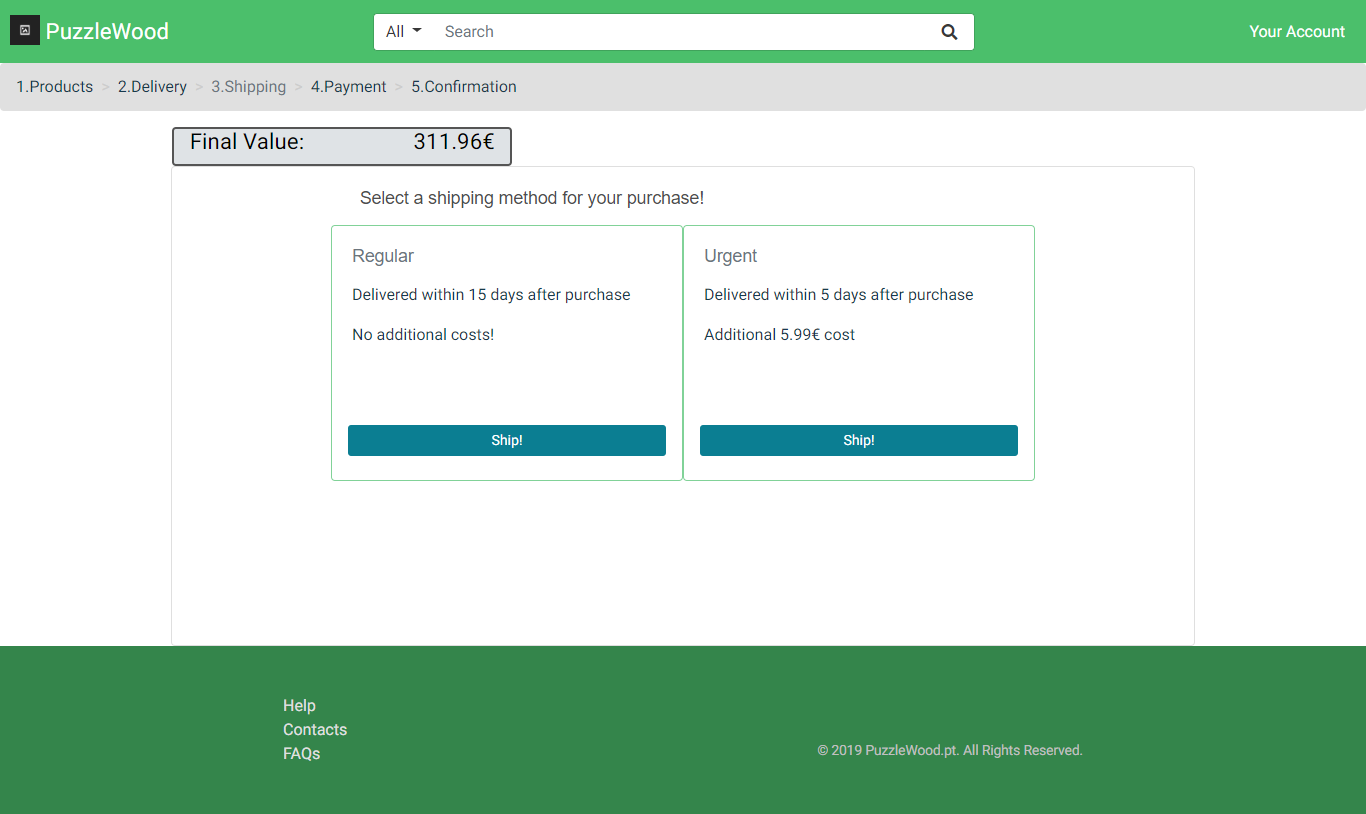 PuzzleWood
All Search
Your Account
1.Products > 2.Delivery > 3.Shipping > 4.Payment > 5.Confirmation
Final Value: 311.96€
Select a shipping method for your purchase!
Regular
Delivered within 15 days after purchase
No additional costs!
Ship!
Urgent
Delivered within 5 days after purchase
Additional 5.99€ cost
Ship!
Help
Contacts
FAQs
© 2019 PuzzleWood.pt. All Rights Reserved.